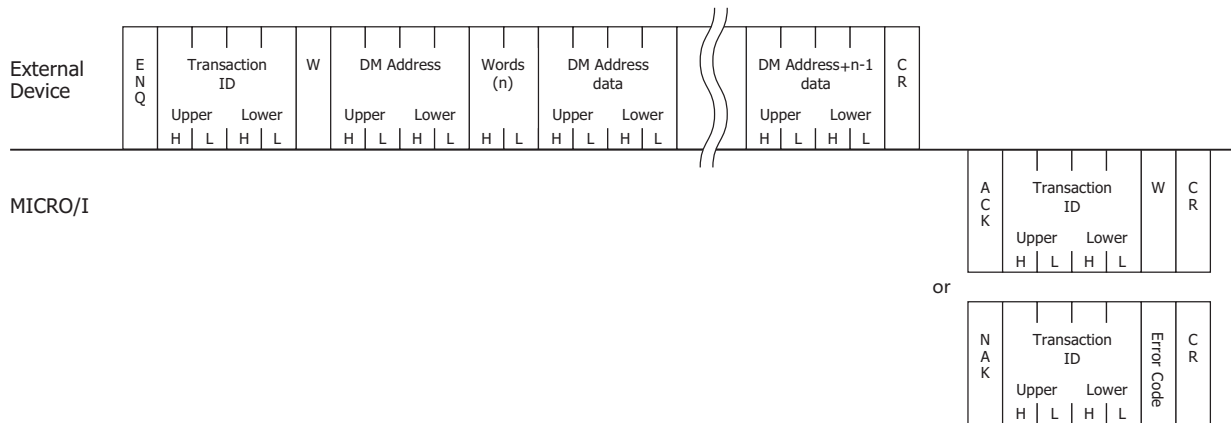 External
Device
E
N
Q
Transaction
ID
Upper Lower
H L H L
W
DM Address
Upper Lower
H L H L
Words
(n)
H L
DM Address
data
Upper Lower
H L H L
DM Address+n-1
data
Upper Lower
H L H L
C
R
MICRO/I
A
C
K
Transaction
ID
Upper Lower
H L H L
W
C
R
or
N
A
K
Transaction
ID
Upper Lower
H L H L
Error Code
C
R